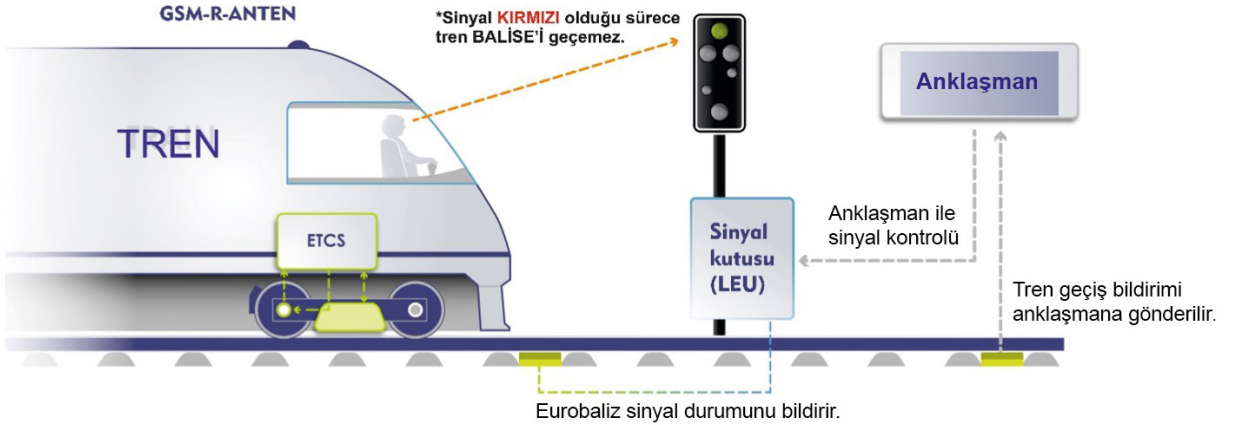 GSM-R-ANTEN
*Sinyal KIRMIZI olduğu sürece
tren BALİSE'İ geçemez.
TREN
ETCS
Anklaşman
Sinyal
kutusu
(LEU)
Anklaşman ile
sinyal kontrolü
Tren geçiş bildirimi
anklaşmana gönderilir.
Eurobaliz sinyal durumunu bildirir.